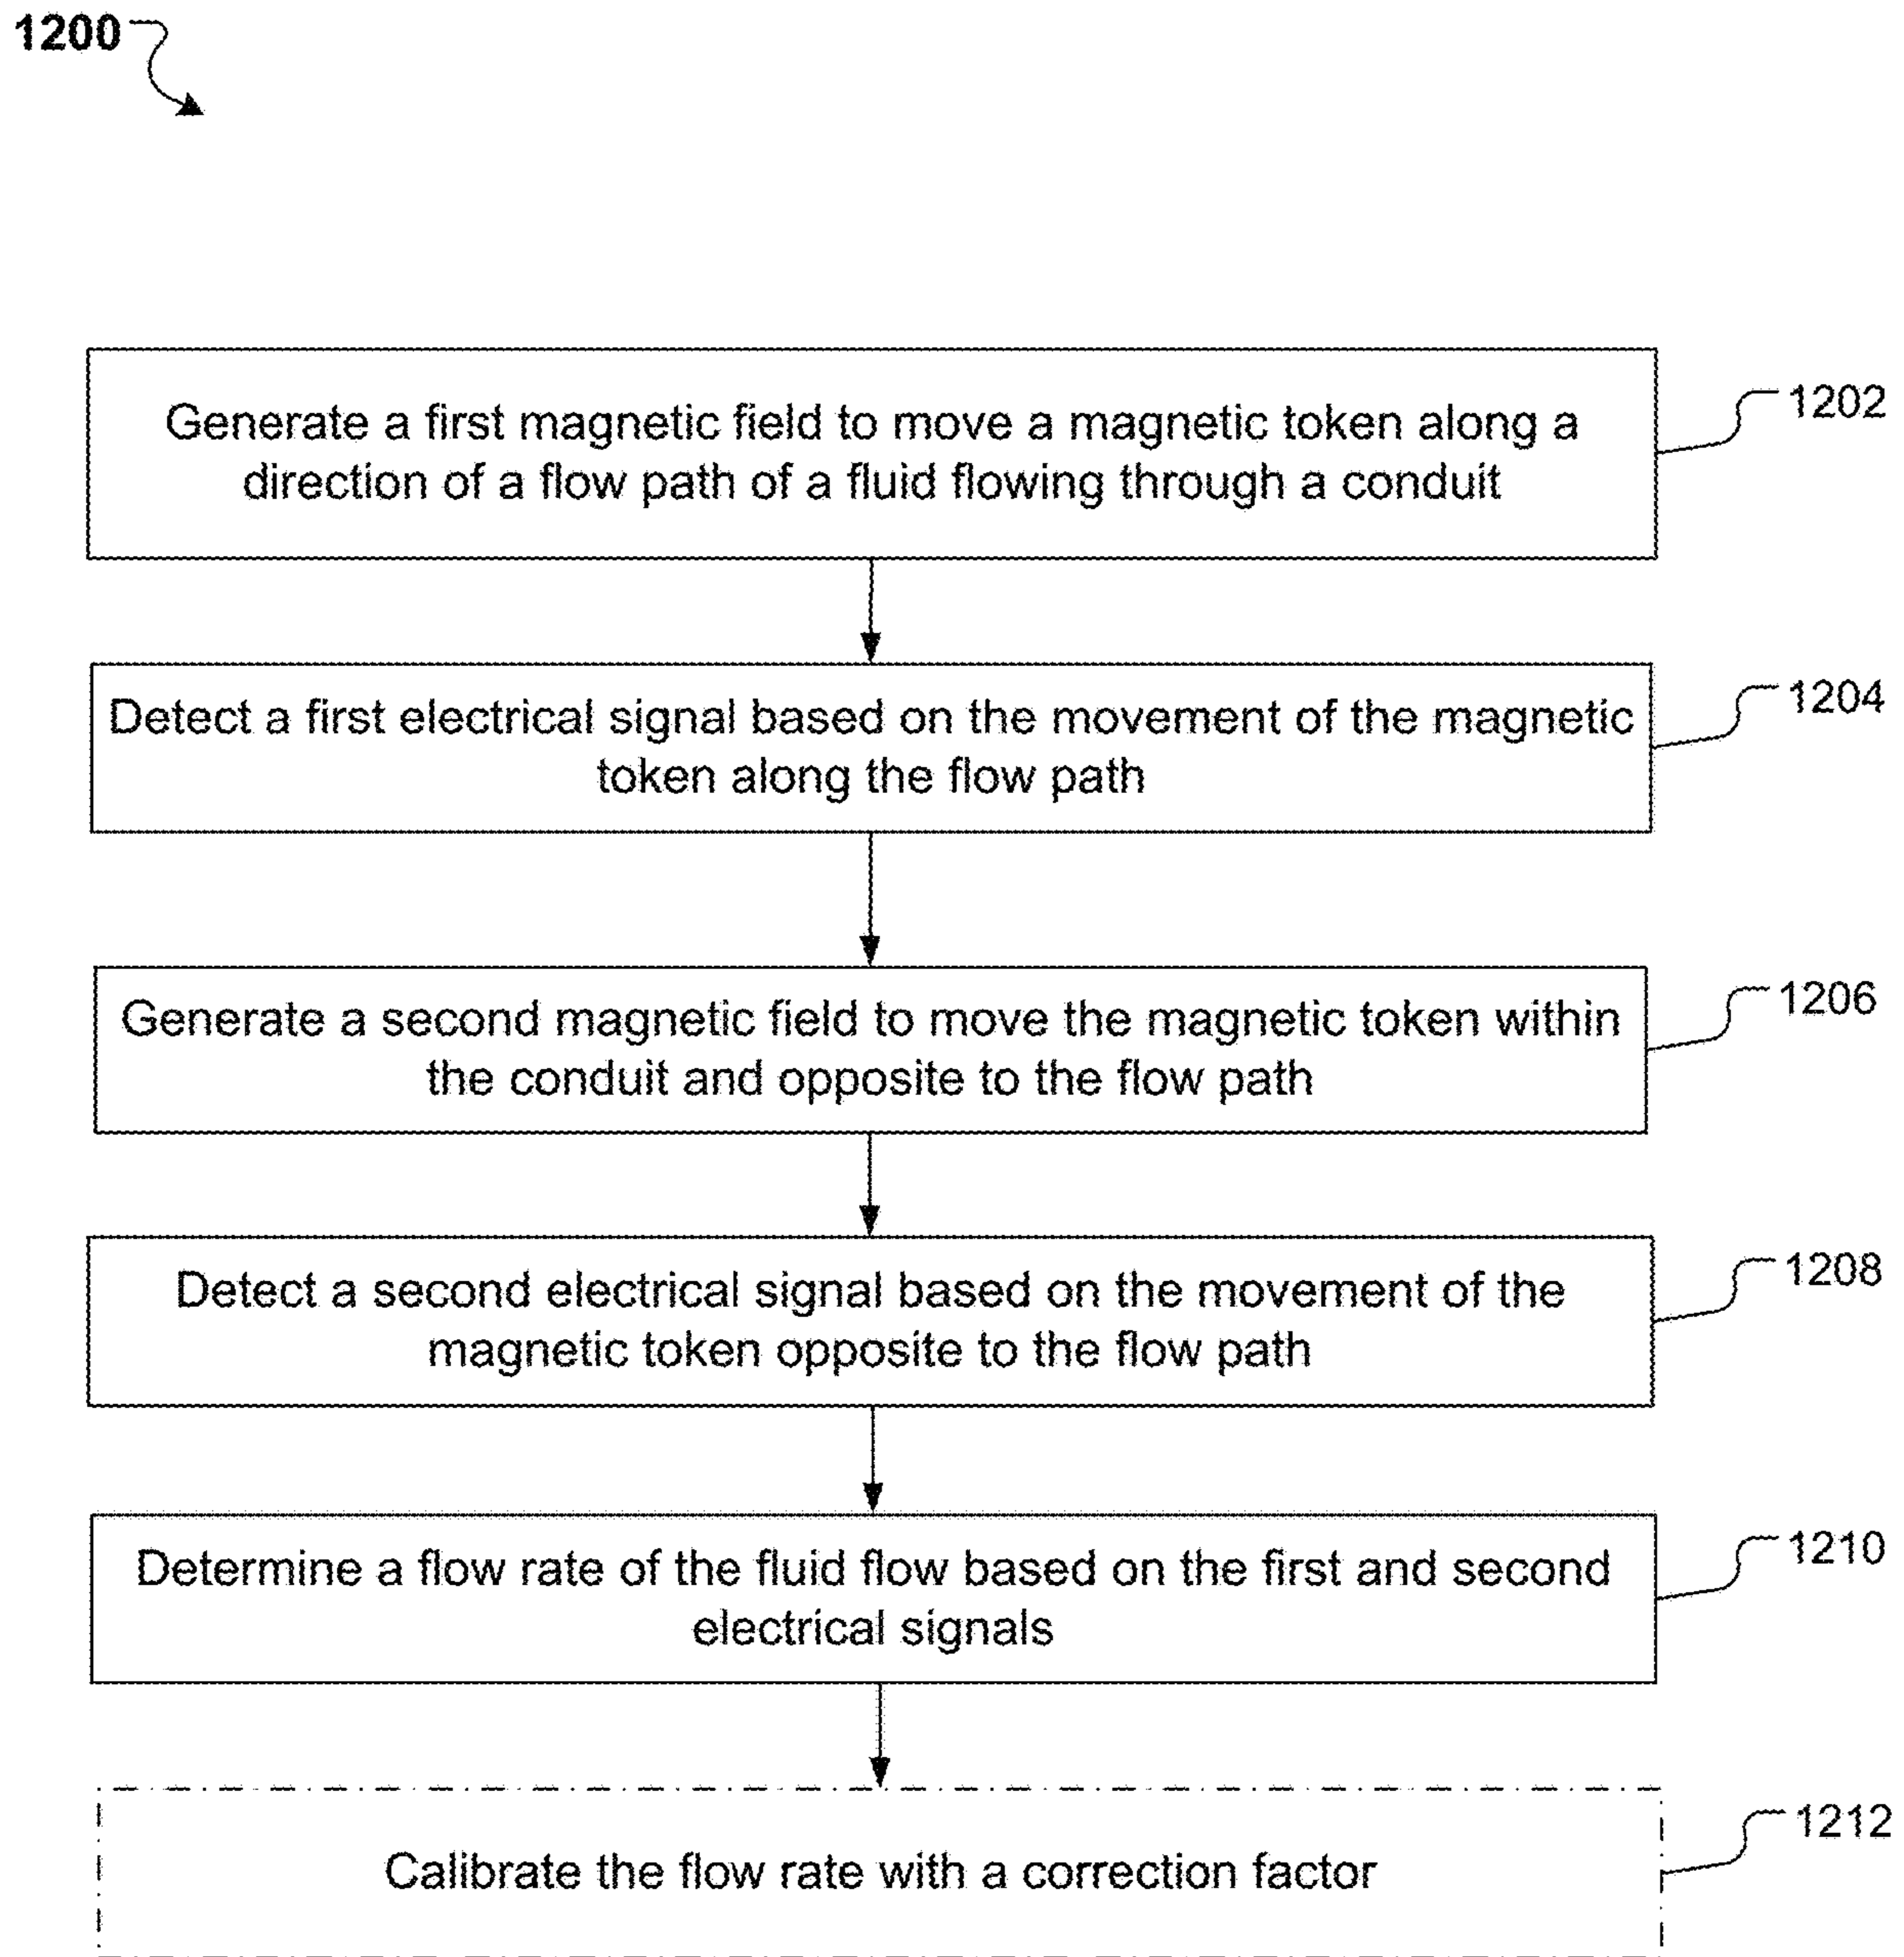 1200
Generate a first magnetic field to move a magnetic token along a
direction of a flow path of a fluid flowing through a conduit
1202
Detect a first electrical signal based on the movement of the magnetic
token along the flow path
1204
Generate a second magnetic field to move the magnetic token within
the conduit and opposite to the flow path
1206
Detect a second electrical signal based on the movement of the
magnetic token opposite to the flow path
1208
Determine a flow rate of the fluid flow based on the first and second
electrical signals
1210
Calibrate the flow rate with a correction factor
1212